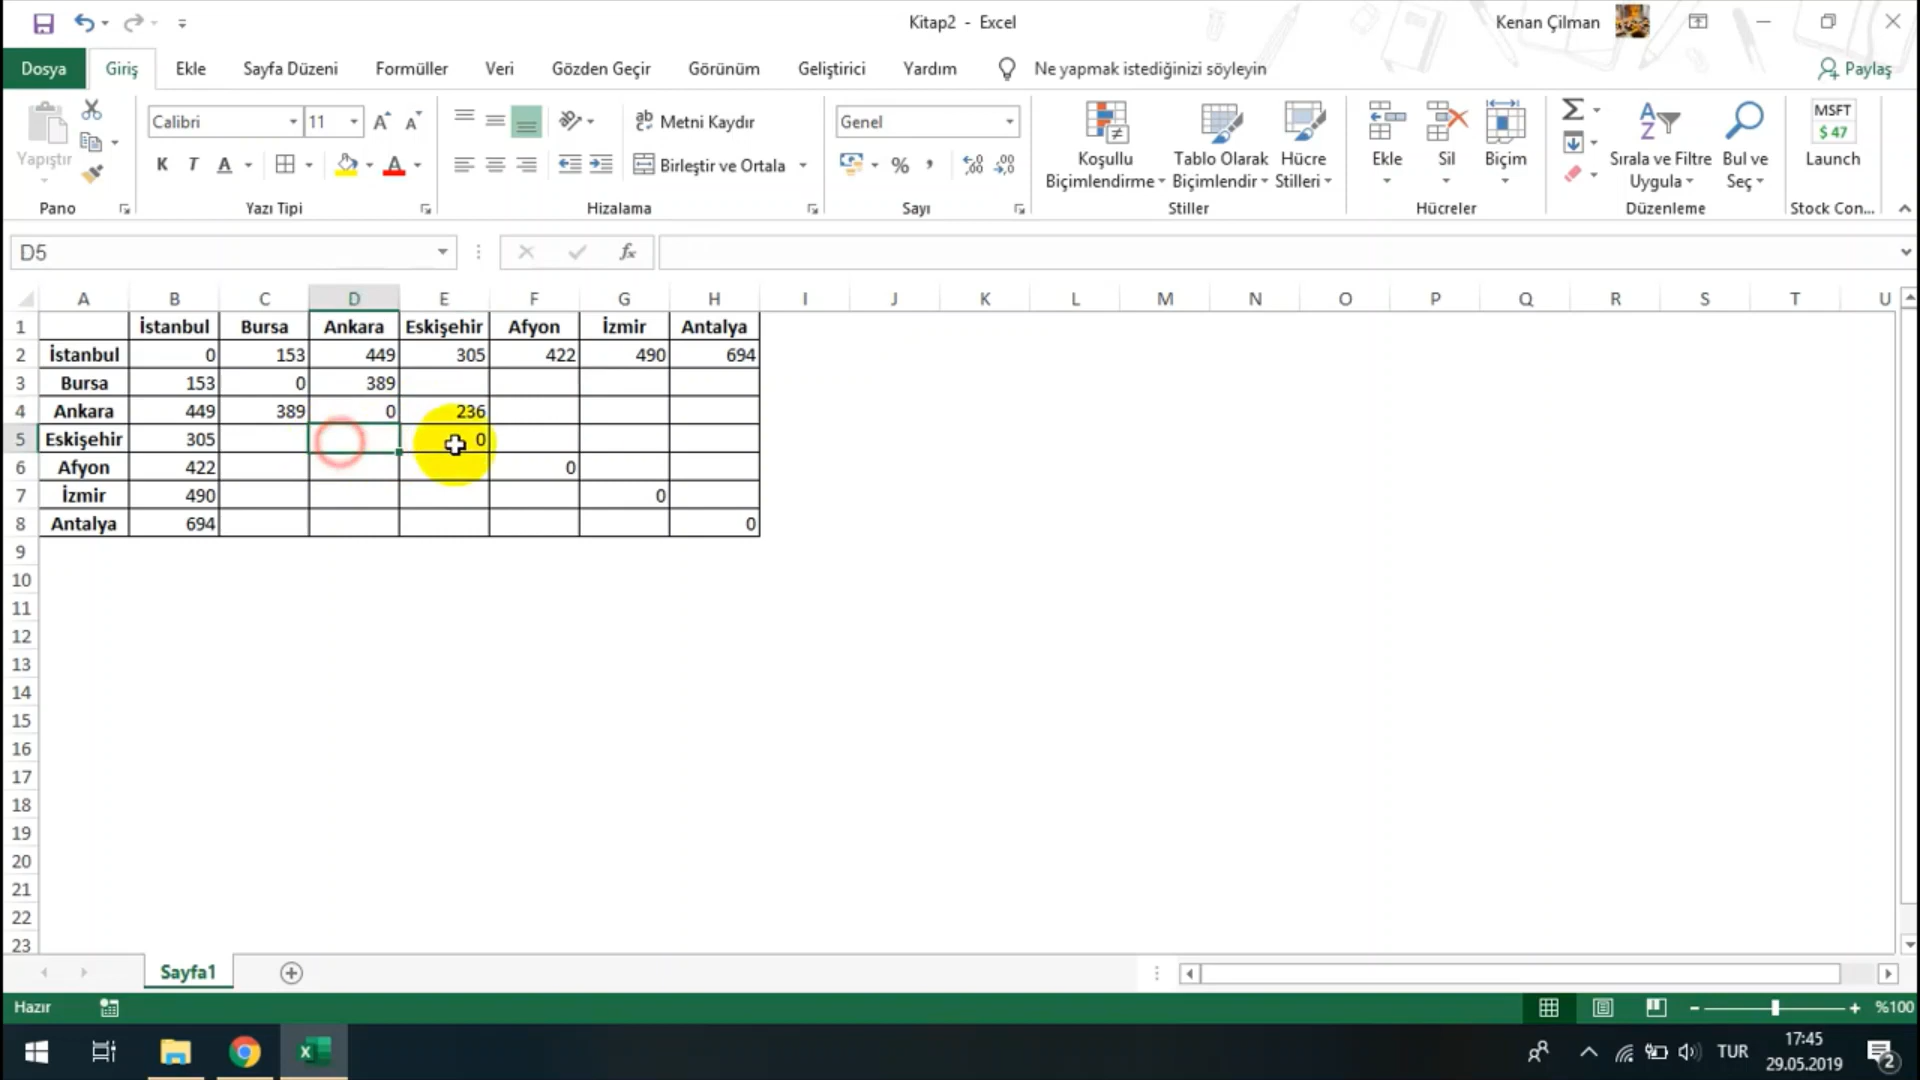 Kitap2 - Excel
Kenan Çilman
Dosya Giriş Ekle Sayfa Düzeni Formüller Veri Gözden Geçir Görünüm Geliştirici Yardım Ne yapmak istediğinizi söyleyin Paylaş
Yapıştır
Calibri 11
K T A A
Metni Kaydır
Birleştir ve Ortala
Genel
%
Koşullu Biçimlendirme
Tablo Olarak Biçimlendir
Hücre Stilleri
Ekle
Sil
Biçim
Sırala ve Filtre Uygula
Bul ve Seç
MSFT
$ 47
Launch
Pano Yazı Tipi Hizalama Sayı Stiller Hücreler Düzenleme Stock Con...
D5 fx
A B C D E F G H I J K L M N O P Q R S T U
1 İstanbul Bursa Ankara Eskişehir Afyon İzmir Antalya
2 İstanbul 0 153 449 305 422 490 694
3 Bursa 153 0 389
4 Ankara 449 389 0 236
5 Eskişehir 305 0
6 Afyon 422 0
7 İzmir 490 0
8 Antalya 694 0
9
10
11
12
13
14
15
16
17
18
19
20
21
22
23
Sayfa1
Hazır %100
TUR
17:45
29.05.2019
2